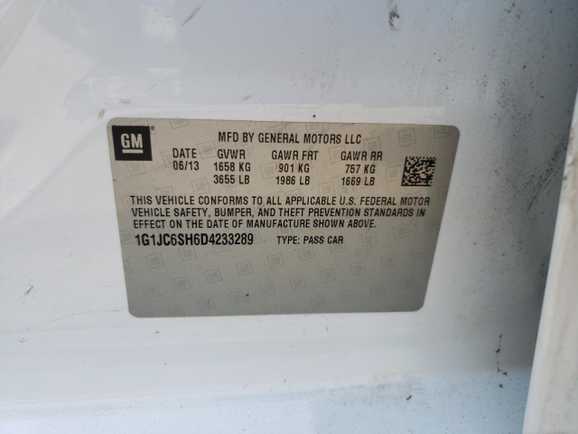 GM
MFD BY GENERAL MOTORS LLC
DATE GVWR GAWR FRT GAWR RR
06/13 1658 KG 901 KG 757 KG
3655 LB 1986 LB 1669 LB
THIS VEHICLE CONFORMS TO ALL APPLICABLE U.S. FEDERAL MOTOR
VEHICLE SAFETY, BUMPER, AND THEFT PREVENTION STANDARDS IN
EFFECT ON THE DATE OF MANUFACTURE SHOWN ABOVE.
1G1JC6SH6D4233289 TYPE: PASS CAR